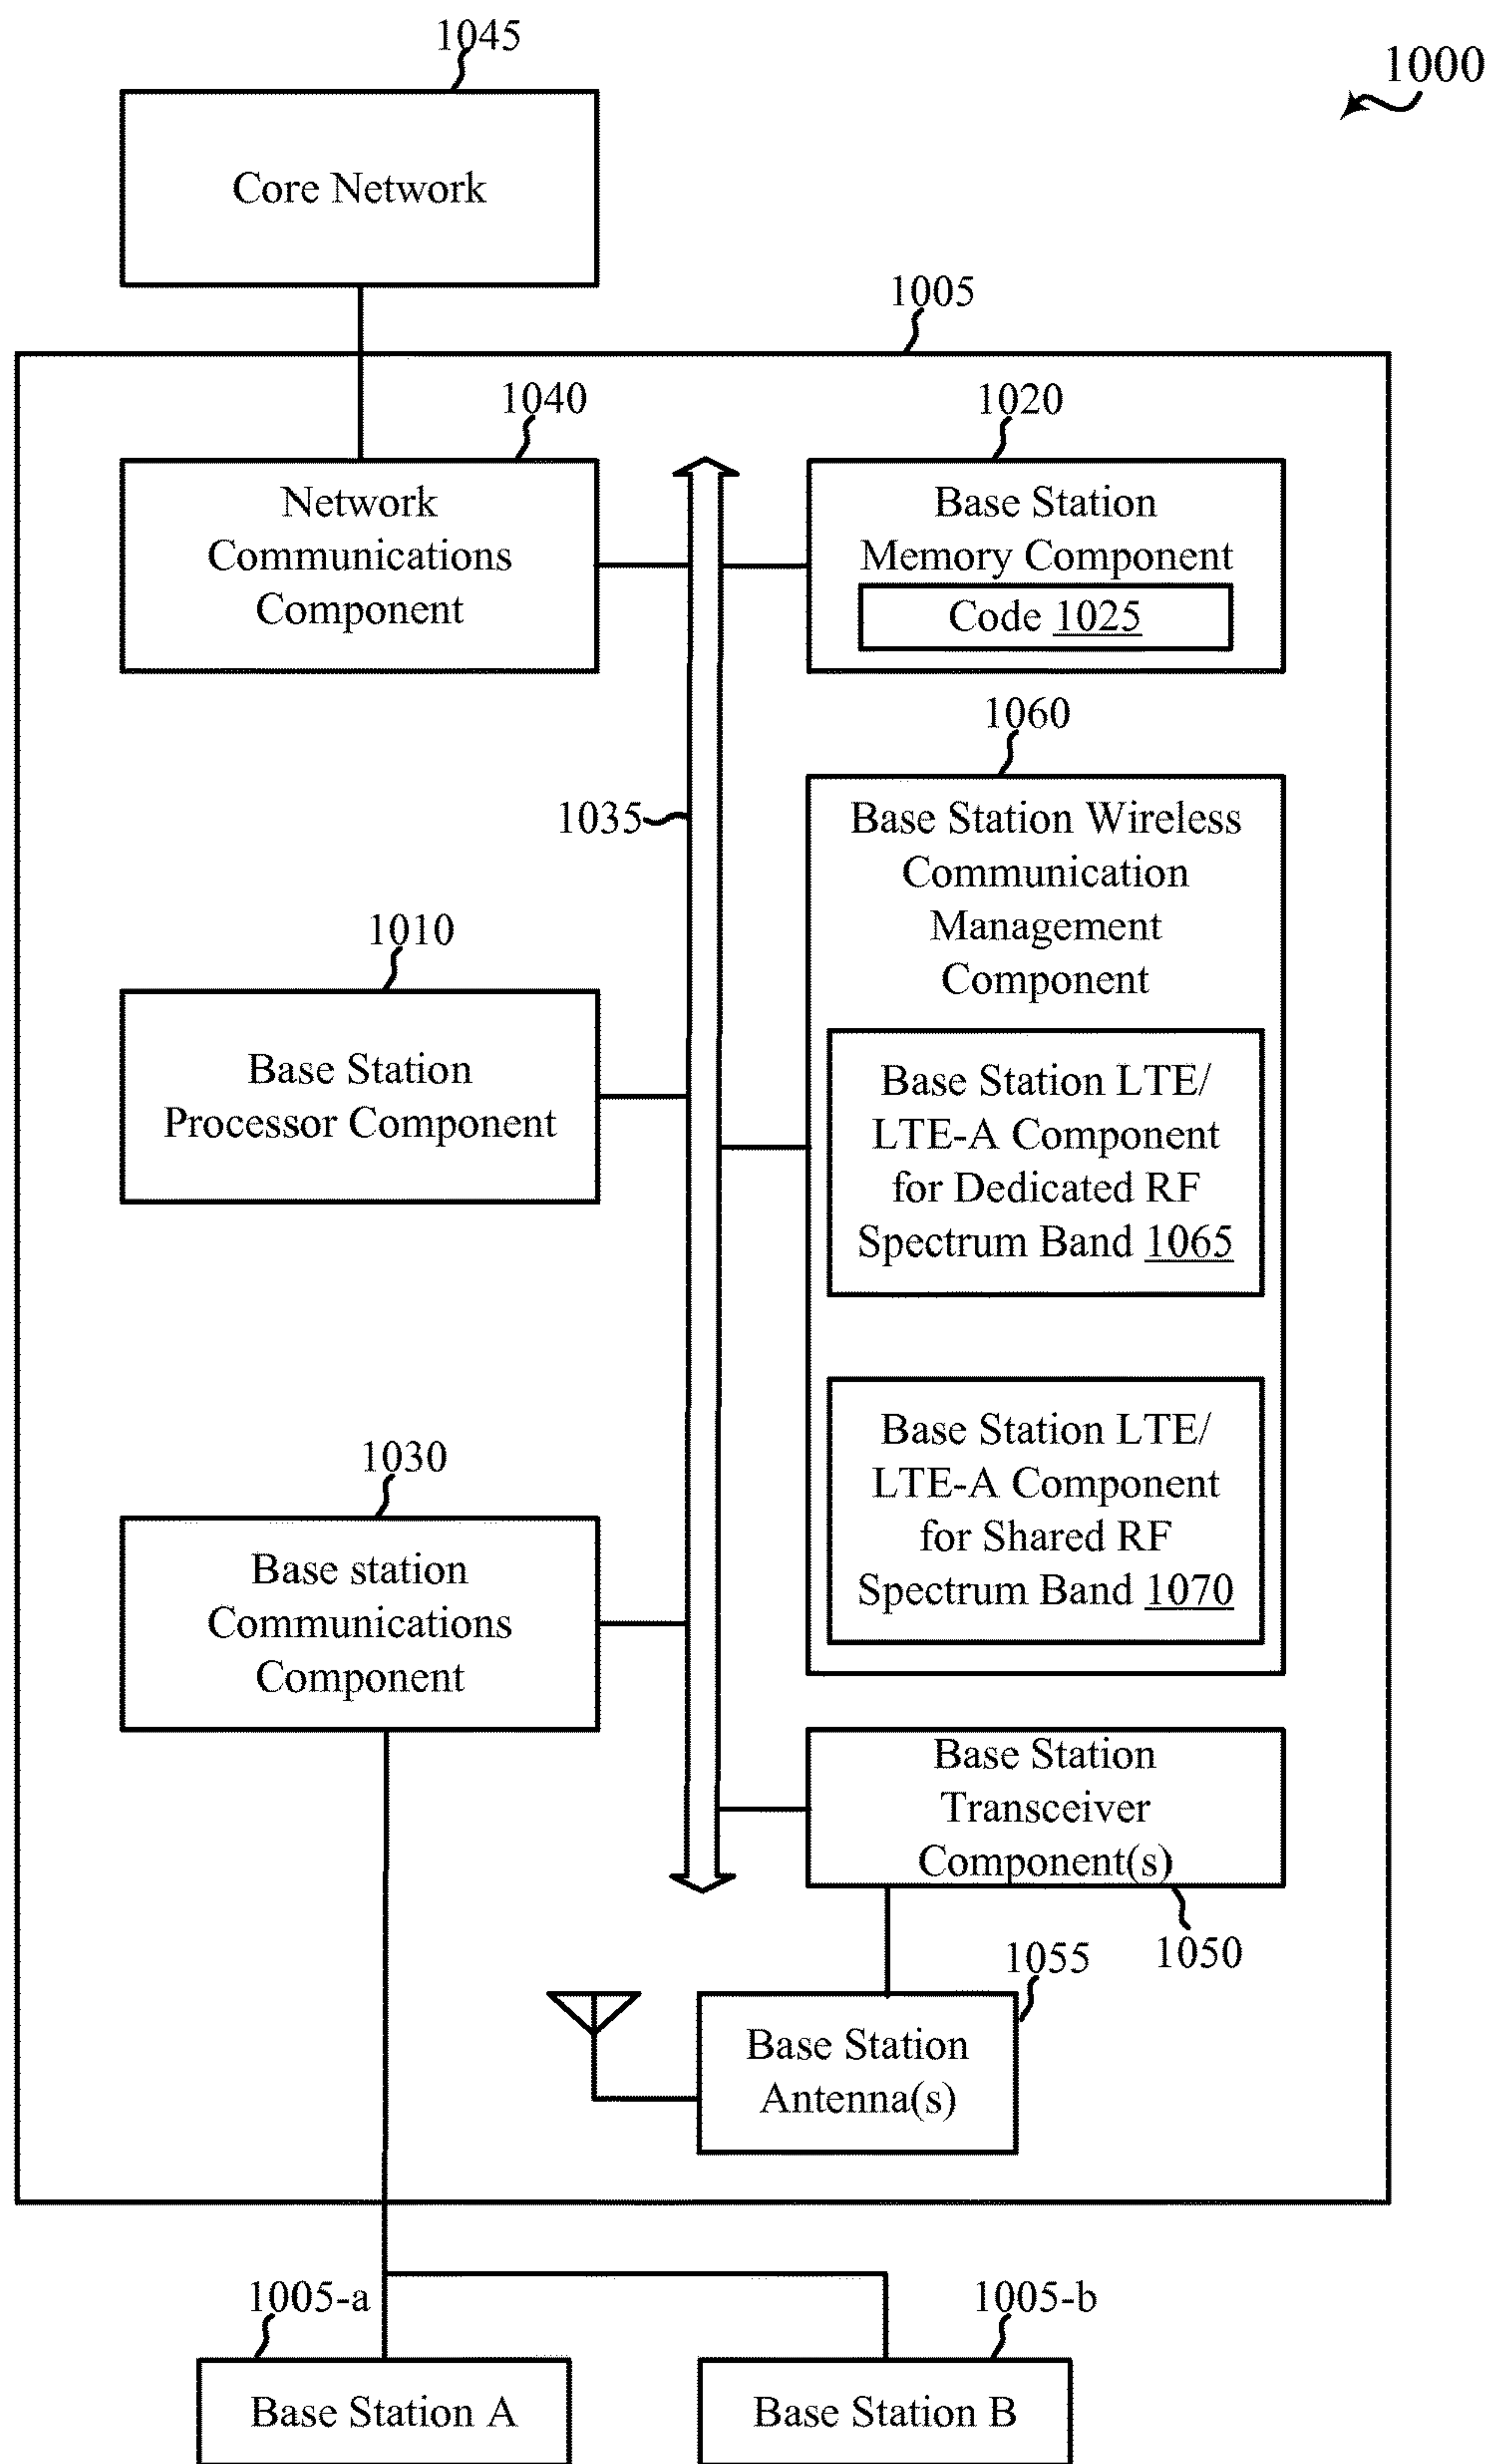 1045
1000
Core Network
1005
1040
1020
Network
Communications
Component
Base Station
Memory Component
Code 1025
1060
1035
Base Station Wireless
Communication
Management
Component
1010
Base Station
Processor Component
Base Station LTE/
LTE-A Component
for Dedicated RF
Spectrum Band 1065
1030
Base station
Communications
Component
Base Station LTE/
LTE-A Component
for Shared RF
Spectrum Band 1070
Base Station
Transceiver
Component(s)
1050
1055
Base Station
Antenna(s)
1005-a
1005-b
Base Station A
Base Station B